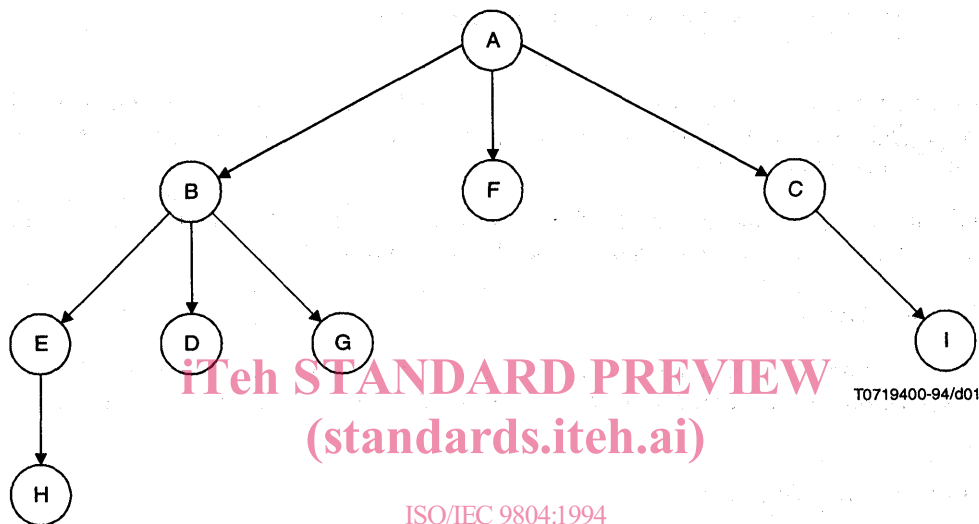 A
B
F
C
E
D
G
I
iTeh STANDARD PREVIEW
T0719400-94/d01
(standards.iteh.ai)
H
ISO/IEC 9804:1994